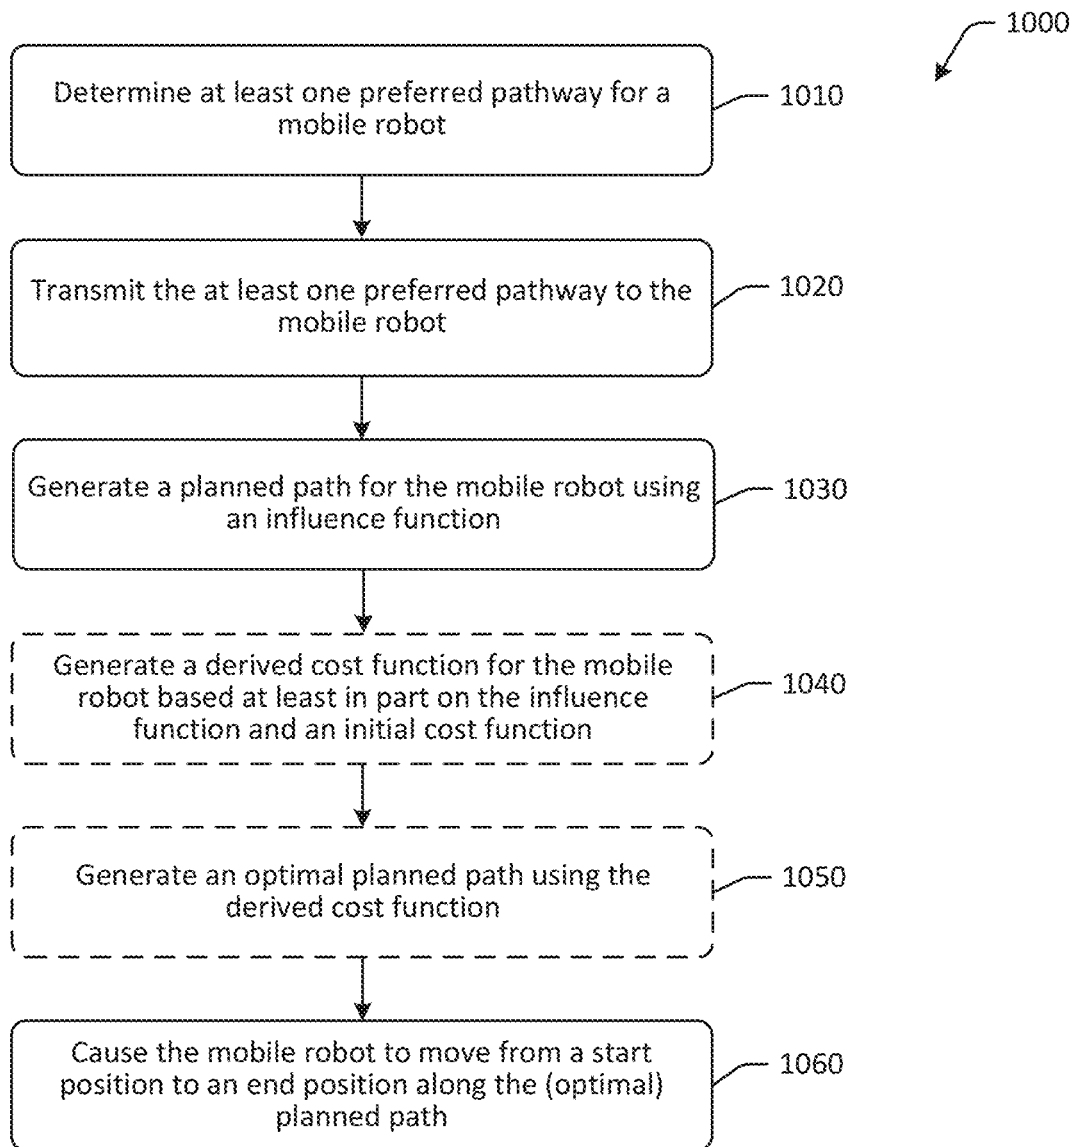 1000
Determine at least one preferred pathway for a
mobile robot
1010
Transmit the at least one preferred pathway to the
mobile robot
1020
Generate a planned path for the mobile robot using
an influence function
1030
Generate a derived cost function for the mobile
robot based at least in part on the influence
function and an initial cost function
1040
Generate an optimal planned path using the
derived cost function
1050
Cause the mobile robot to move from a start
position to an end position along the (optimal)
planned path
1060